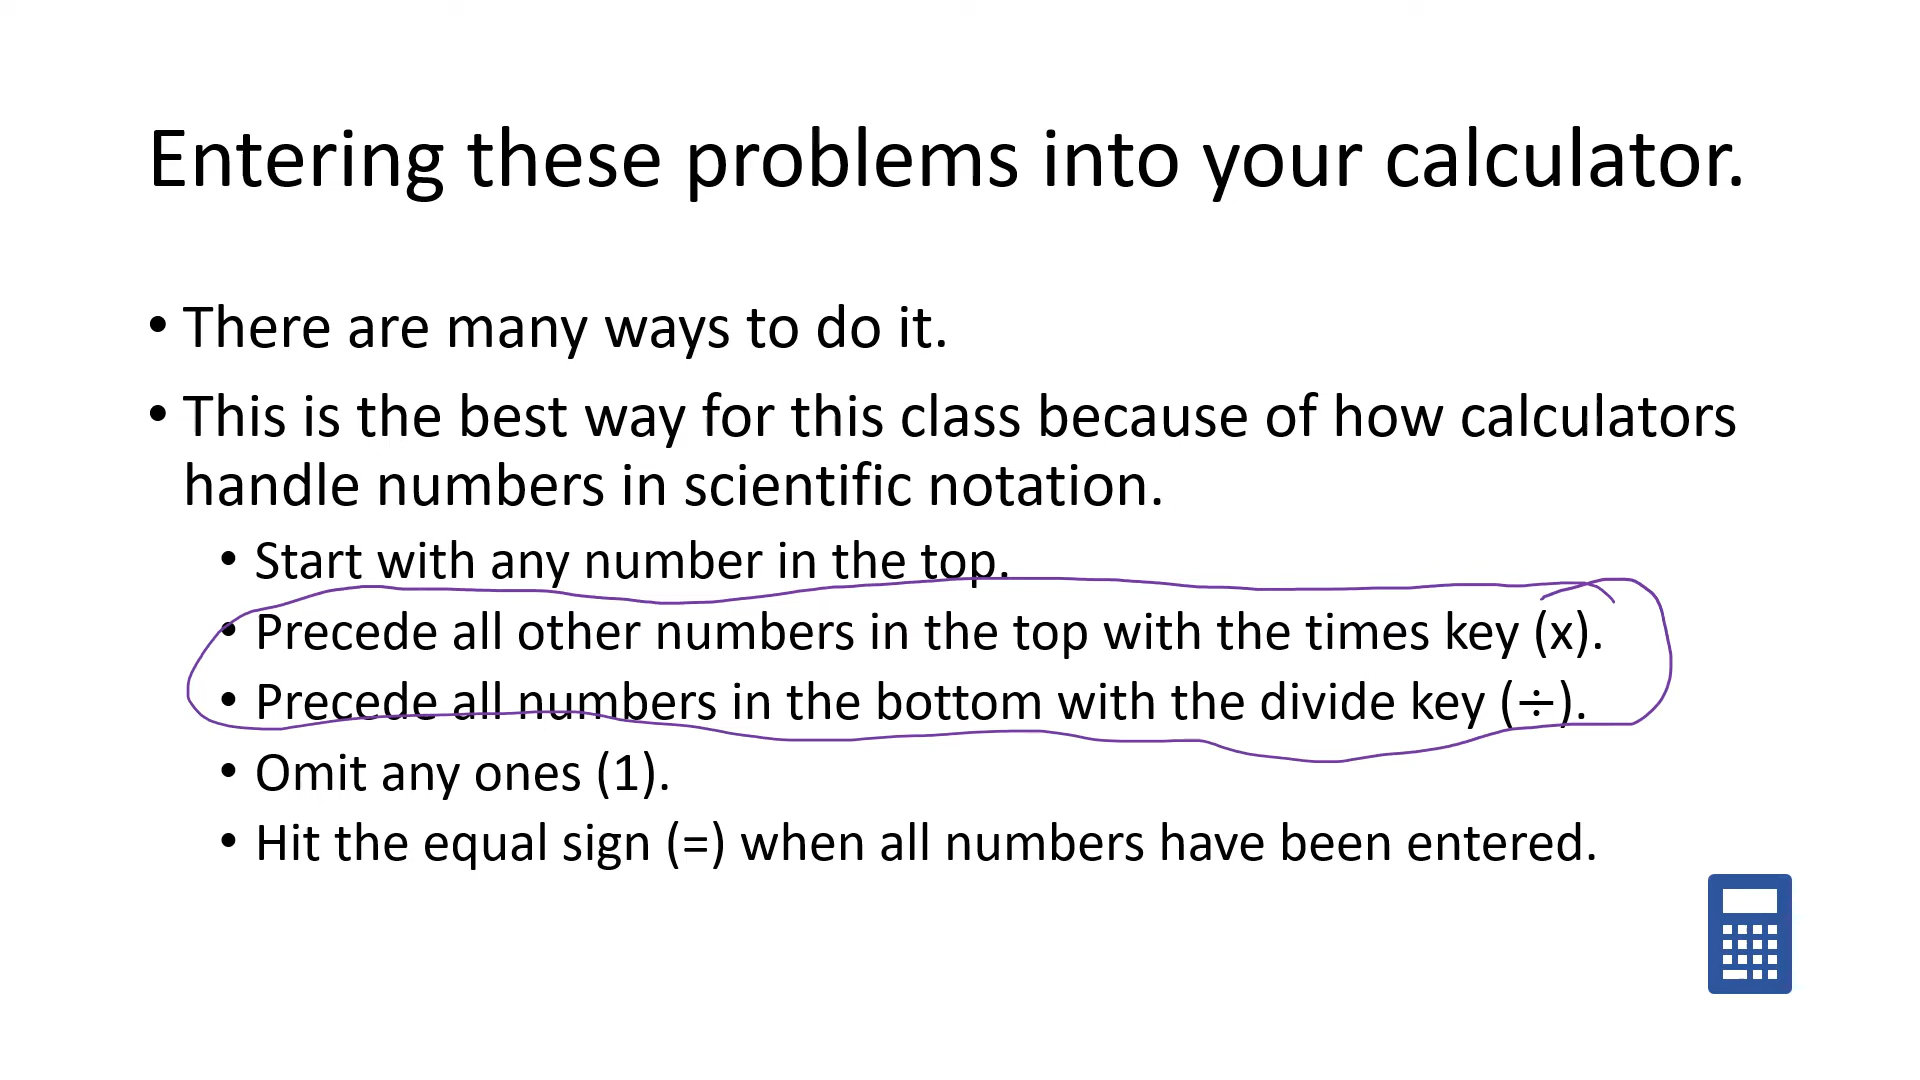 Entering these problems into your calculator.
• There are many ways to do it.
• This is the best way for this class because of how calculators
handle numbers in scientific notation.
• Start with any number in the top.
• Precede all other numbers in the top with the times key (x).
• Precede all numbers in the bottom with the divide key (÷).
• Omit any ones (1).
• Hit the equal sign (=) when all numbers have been entered.